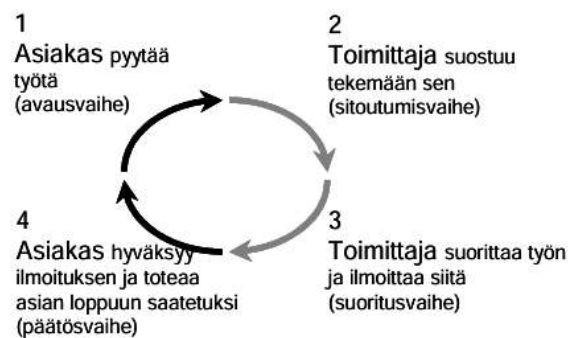 1
Asiakas pyytää
työtä
(avausvaihe)
2
Toimittaja suostuu
tekemään sen
(sitoutumisvaihe)
4
Asiakas hyväksyy
ilmoituksen ja toteaa
asian loppuun saatetuksi
(päätösvaihe)
3
Toimittaja suorittaa työn
ja ilmoittaa siitä
(suoritusvaihe)